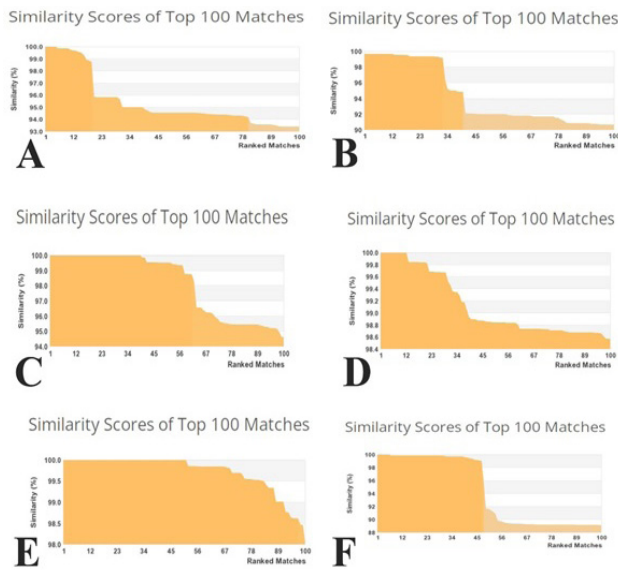 Similarity Scores of Top 100 Matches
Similarity (%)
100.0
99.0
98.0
97.0
96.0
95.0
94.0
93.0
1 12 23 34 45 56 67 78 89 100
Ranked Matches
A
Similarity Scores of Top 100 Matches
Similarity (%)
100
98
96
94
92
90
1 12 23 34 45 56 67 78 89 100
Ranked Matches
B
Similarity Scores of Top 100 Matches
Similarity (%)
100.0
99.0
98.0
97.0
96.0
95.0
94.0
1 12 23 34 45 56 67 78 89 100
Ranked Matches
C
Similarity Scores of Top 100 Matches
Similarity (%)
100.0
99.8
99.6
99.4
99.2
99.0
98.8
98.6
98.4
1 12 23 34 45 56 67 78 89 100
Ranked Matches
D
Similarity Scores of Top 100 Matches
Similarity (%)
100.0
99.5
99.0
98.5
98.0
1 12 23 34 45 56 67 78 89 100
Ranked Matches
E
Similarity Scores of Top 100 Matches
Similarity (%)
100
98
96
94
92
90
88
1 12 23 34 45 56 67 78 89 100
Ranked Matches
F